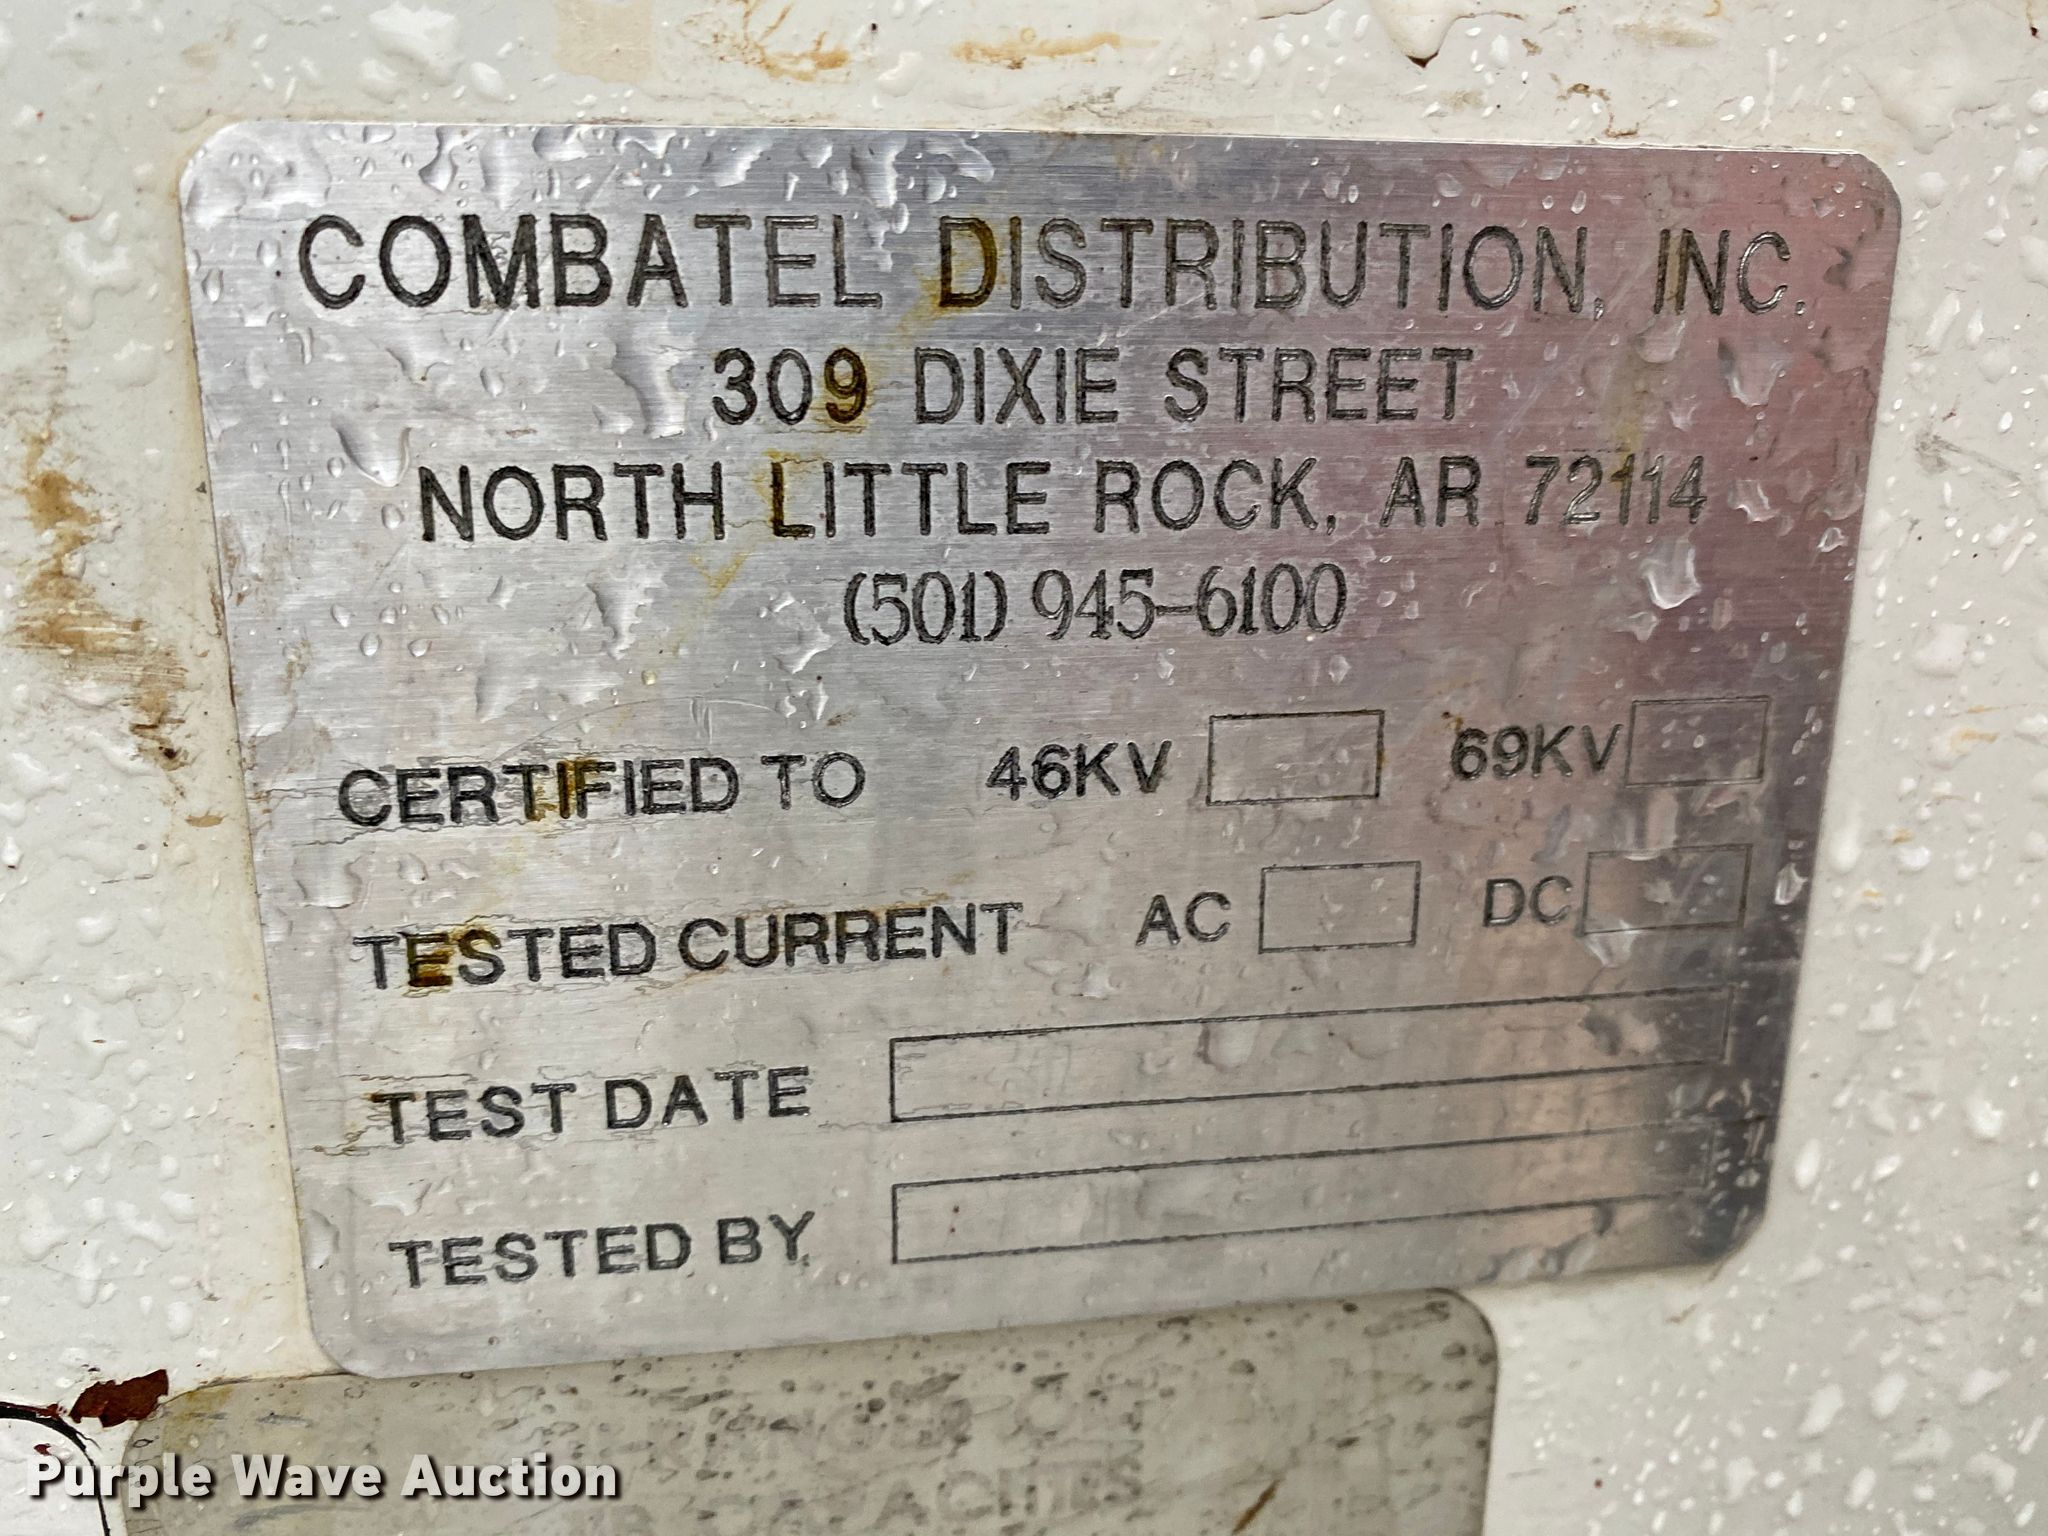 COMBATEL DISTRIBUTION, INC.
309 DIXIE STREET
NORTH LITTLE ROCK, AR 72114
(501) 945-6100
CERTIFIED TO 46KV 69KV
TESTED CURRENT AC DC
TEST DATE
TESTED BY
Purple Wave Auction